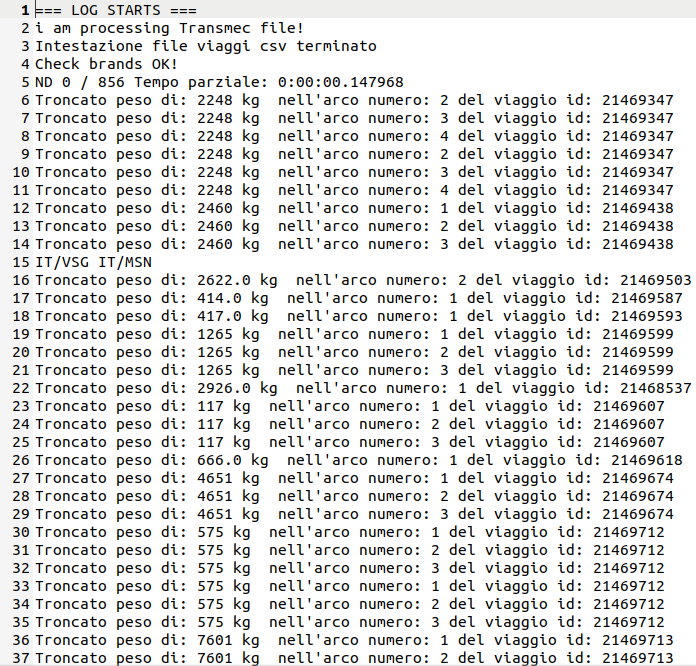 1 === LOG STARTS ===
2 i am processing Transmec file!
3 Intestazione file viaggi csv terminato
4 Check brands OK!
5 ND 0 / 856 Tempo parziale: 0:00:00.147968
6 Troncato peso di: 2248 kg  nell'arco numero: 2 del viaggio id: 21469347
7 Troncato peso di: 2248 kg  nell'arco numero: 3 del viaggio id: 21469347
8 Troncato peso di: 2248 kg  nell'arco numero: 4 del viaggio id: 21469347
9 Troncato peso di: 2248 kg  nell'arco numero: 2 del viaggio id: 21469347
10 Troncato peso di: 2248 kg  nell'arco numero: 3 del viaggio id: 21469347
11 Troncato peso di: 2248 kg  nell'arco numero: 4 del viaggio id: 21469347
12 Troncato peso di: 2460 kg  nell'arco numero: 1 del viaggio id: 21469438
13 Troncato peso di: 2460 kg  nell'arco numero: 2 del viaggio id: 21469438
14 Troncato peso di: 2460 kg  nell'arco numero: 3 del viaggio id: 21469438
15 IT/VSG IT/MSN
16 Troncato peso di: 2622.0 kg  nell'arco numero: 2 del viaggio id: 21469503
17 Troncato peso di: 414.0 kg  nell'arco numero: 1 del viaggio id: 21469587
18 Troncato peso di: 417.0 kg  nell'arco numero: 1 del viaggio id: 21469593
19 Troncato peso di: 1265 kg  nell'arco numero: 1 del viaggio id: 21469599
20 Troncato peso di: 1265 kg  nell'arco numero: 2 del viaggio id: 21469599
21 Troncato peso di: 1265 kg  nell'arco numero: 3 del viaggio id: 21469599
22 Troncato peso di: 2926.0 kg  nell'arco numero: 1 del viaggio id: 21468537
23 Troncato peso di: 117 kg  nell'arco numero: 1 del viaggio id: 21469607
24 Troncato peso di: 117 kg  nell'arco numero: 2 del viaggio id: 21469607
25 Troncato peso di: 117 kg  nell'arco numero: 3 del viaggio id: 21469607
26 Troncato peso di: 666.0 kg  nell'arco numero: 1 del viaggio id: 21469618
27 Troncato peso di: 4651 kg  nell'arco numero: 1 del viaggio id: 21469674
28 Troncato peso di: 4651 kg  nell'arco numero: 2 del viaggio id: 21469674
29 Troncato peso di: 4651 kg  nell'arco numero: 3 del viaggio id: 21469674
30 Troncato peso di: 575 kg  nell'arco numero: 1 del viaggio id: 21469712
31 Troncato peso di: 575 kg  nell'arco numero: 2 del viaggio id: 21469712
32 Troncato peso di: 575 kg  nell'arco numero: 3 del viaggio id: 21469712
33 Troncato peso di: 575 kg  nell'arco numero: 1 del viaggio id: 21469712
34 Troncato peso di: 575 kg  nell'arco numero: 2 del viaggio id: 21469712
35 Troncato peso di: 575 kg  nell'arco numero: 3 del viaggio id: 21469712
36 Troncato peso di: 7601 kg  nell'arco numero: 1 del viaggio id: 21469713
37 Troncato peso di: 7601 kg  nell'arco numero: 2 del viaggio id: 21469713